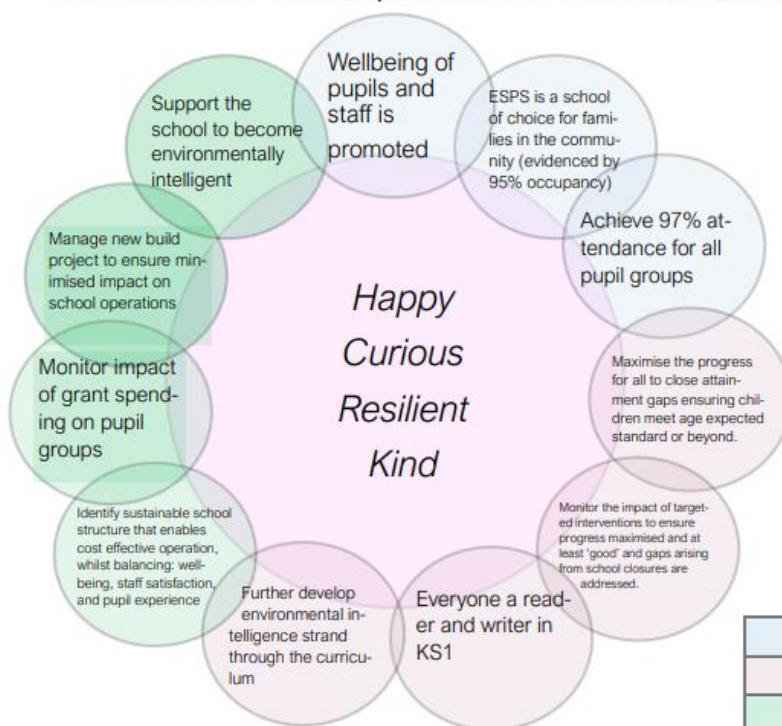 Wellbeing of
pupils and
staff is
promoted
ESPS is a school
of choice for fami-
lies in the commu-
nity (evidenced by
95% occupancy)
Achieve 97% at-
tendance for all
pupil groups
Maximise the progress
for all to close attain-
ment gaps ensuring chil-
dren meet age expected
standard or beyond.
Monitor the impact of target-
ed interventions to ensure
progress maximised and at
least 'good' and gaps arising
from school closures are
addressed.
Everyone a read-
er and writer in
KS1
Further develop
environmental in-
telligence strand
through the curricu-
lum
Identify sustainable school
structure that enables
cost effective operation,
whilst balancing: well-
being, staff satisfaction,
and pupil experience
Monitor impact
of grant spend-
ing on pupil
groups
Manage new build
project to ensure min-
imised impact on
school operations
Support the
school to become
environmentally
intelligent
Happy
Curious
Resilient
Kind